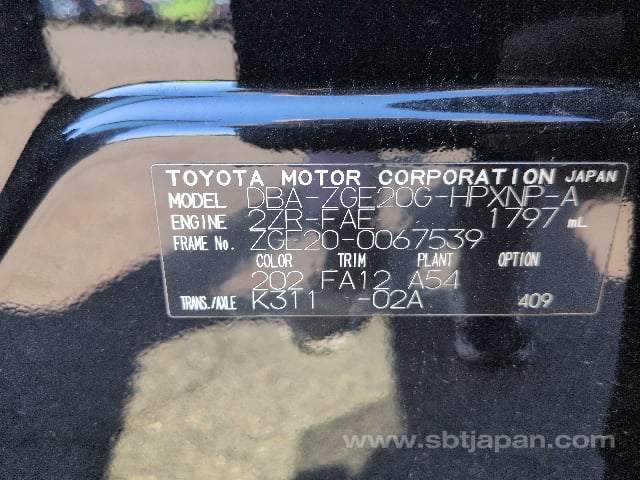 TOYOTA MOTOR CORPORATION JAPAN
MODEL DBA-ZGE20G-HPXNP-A
ENGINE 2ZR-FAE 1797 mL
FRAME No. ZGE20-0067539
COLOR TRIM PLANT OPTION
202 FA12 A54
TRANS./AXLE K311 -02A 409
www.sbtjapan.com